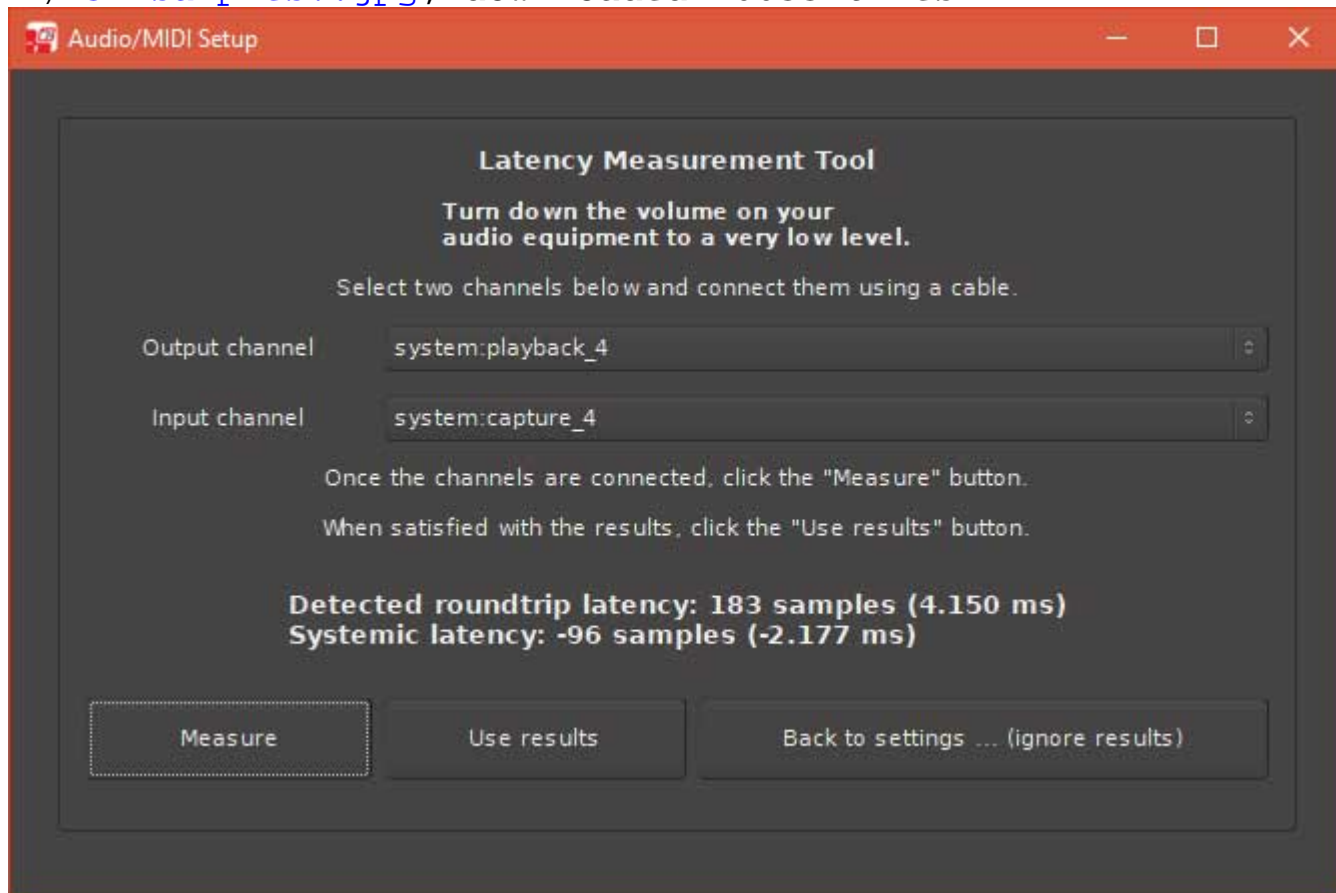 Audio/MIDI Setup
Latency Measurement Tool
Turn down the volume on your
audio equipment to a very low level.
Select two channels below and connect them using a cable.
Output channel system:playback_4
Input channel system:capture_4
Once the channels are connected, click the "Measure" button.
When satisfied with the results, click the "Use results" button.
Detected roundtrip latency: 183 samples (4.150 ms)
Systemic latency: -96 samples (-2.177 ms)
Measure Use results Back to settings ... (ignore results)